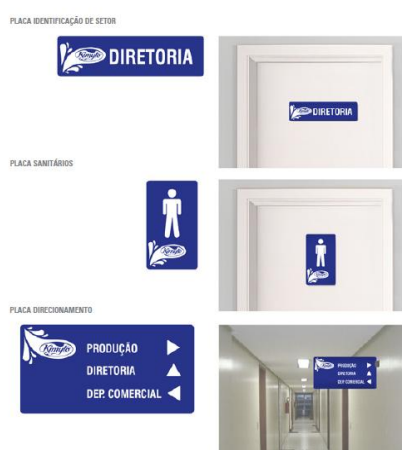 PLACA IDENTIFICAÇÃO DE SETOR
DIRETORIA
DIRETORIA
PLACA SANITÁRIOS
PLACA DIRECIONAMENTO
PRODUÇÃO
DIRETORIA
DEP. COMERCIAL
PRODUÇÃO
DIRETORIA
DEP. COMERCIAL